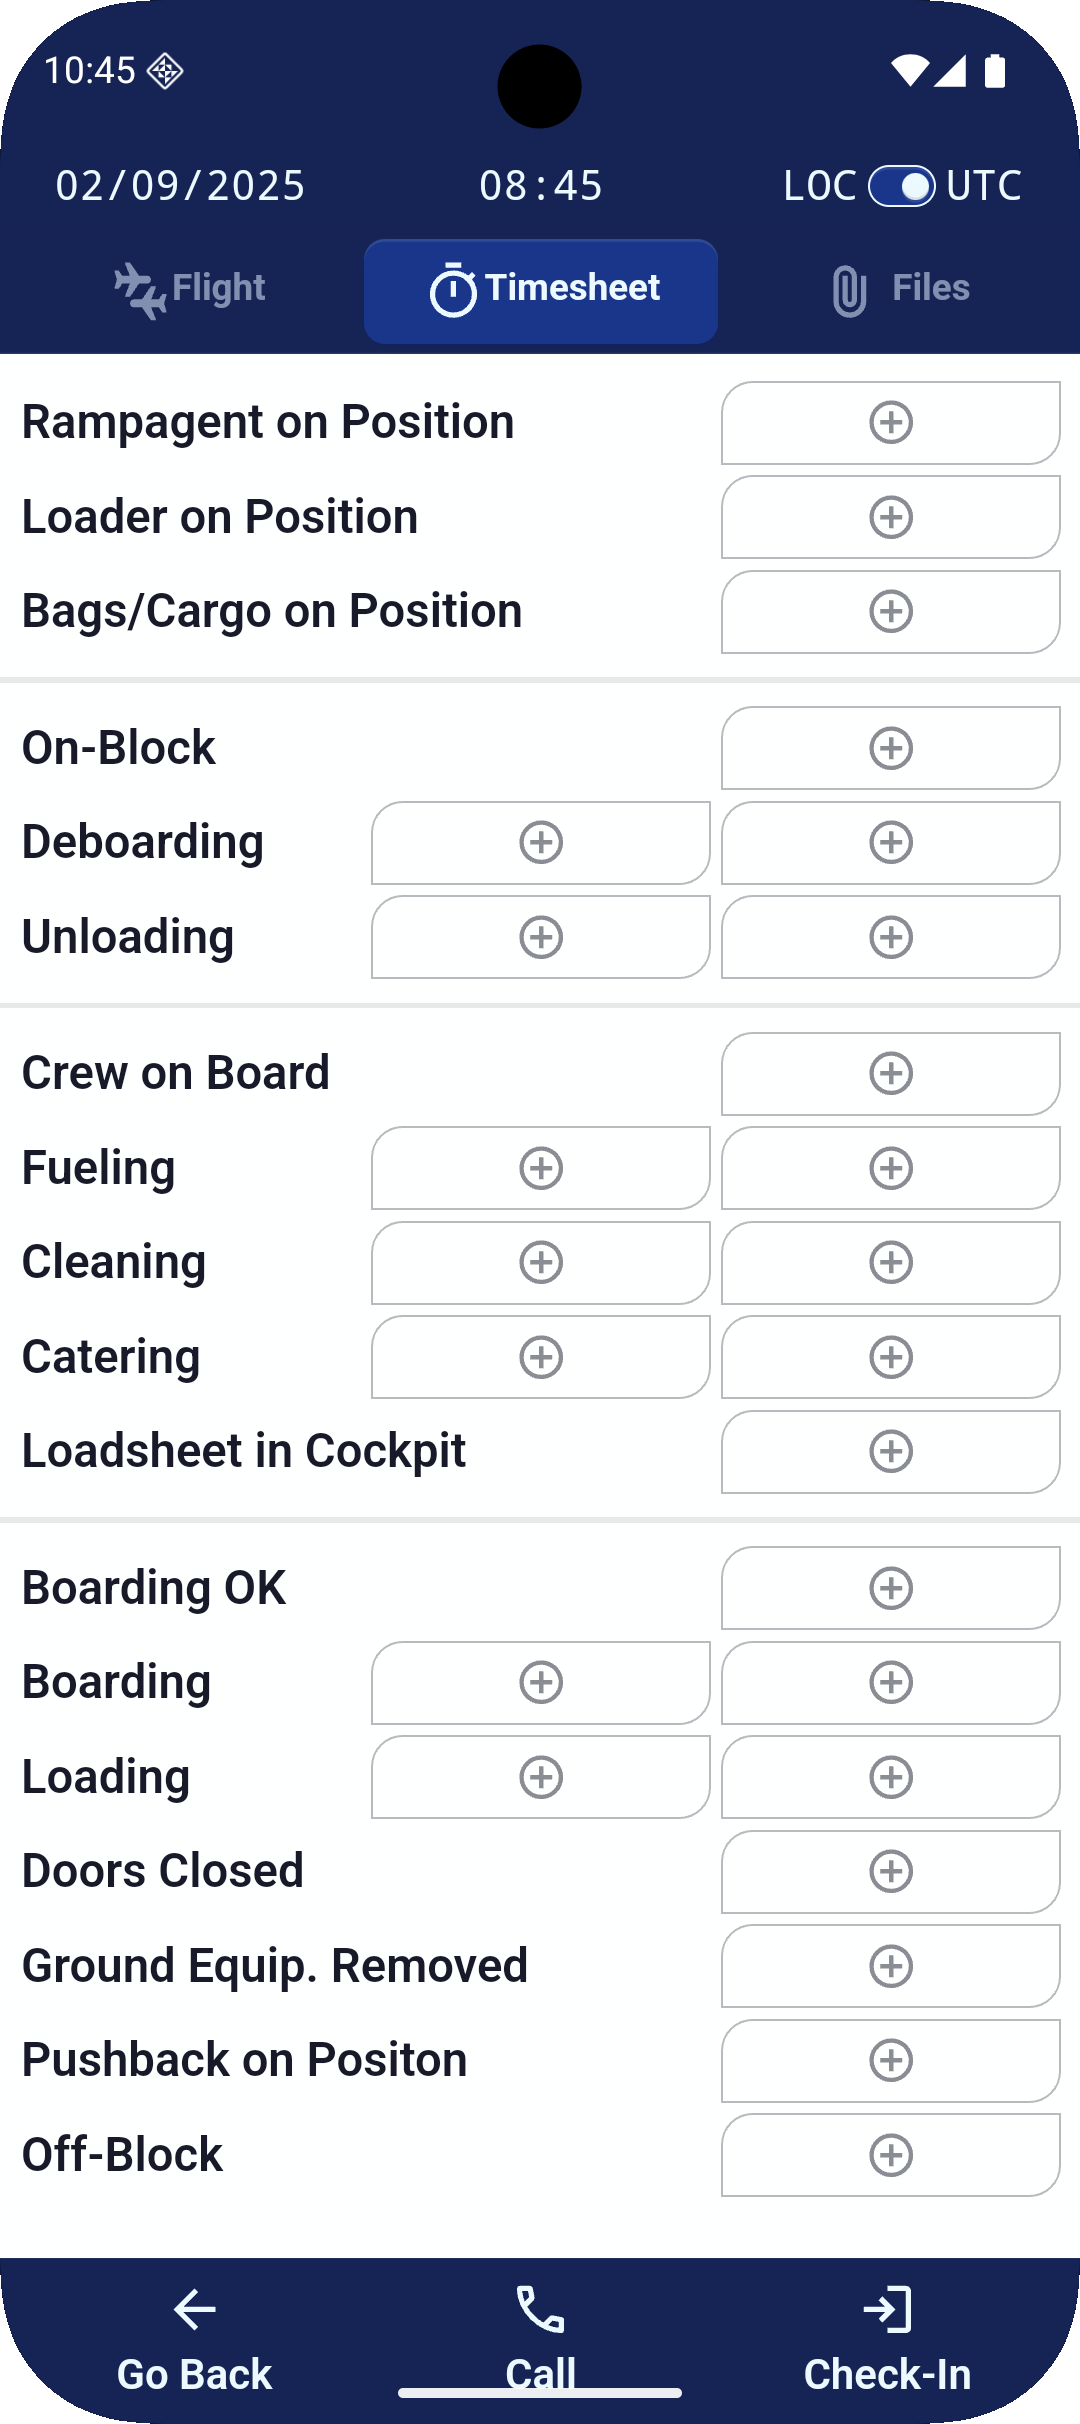 10:45
02/09/2025 08:45 LOC UTC
Flight Timesheet Files
Rampagent on Position
Loader on Position
Bags/Cargo on Position
On-Block
Deboarding
Unloading
Crew on Board
Fueling
Cleaning
Catering
Loadsheet in Cockpit
Boarding OK
Boarding
Loading
Doors Closed
Ground Equip. Removed
Pushback on Positon
Off-Block
Go Back Call Check-In